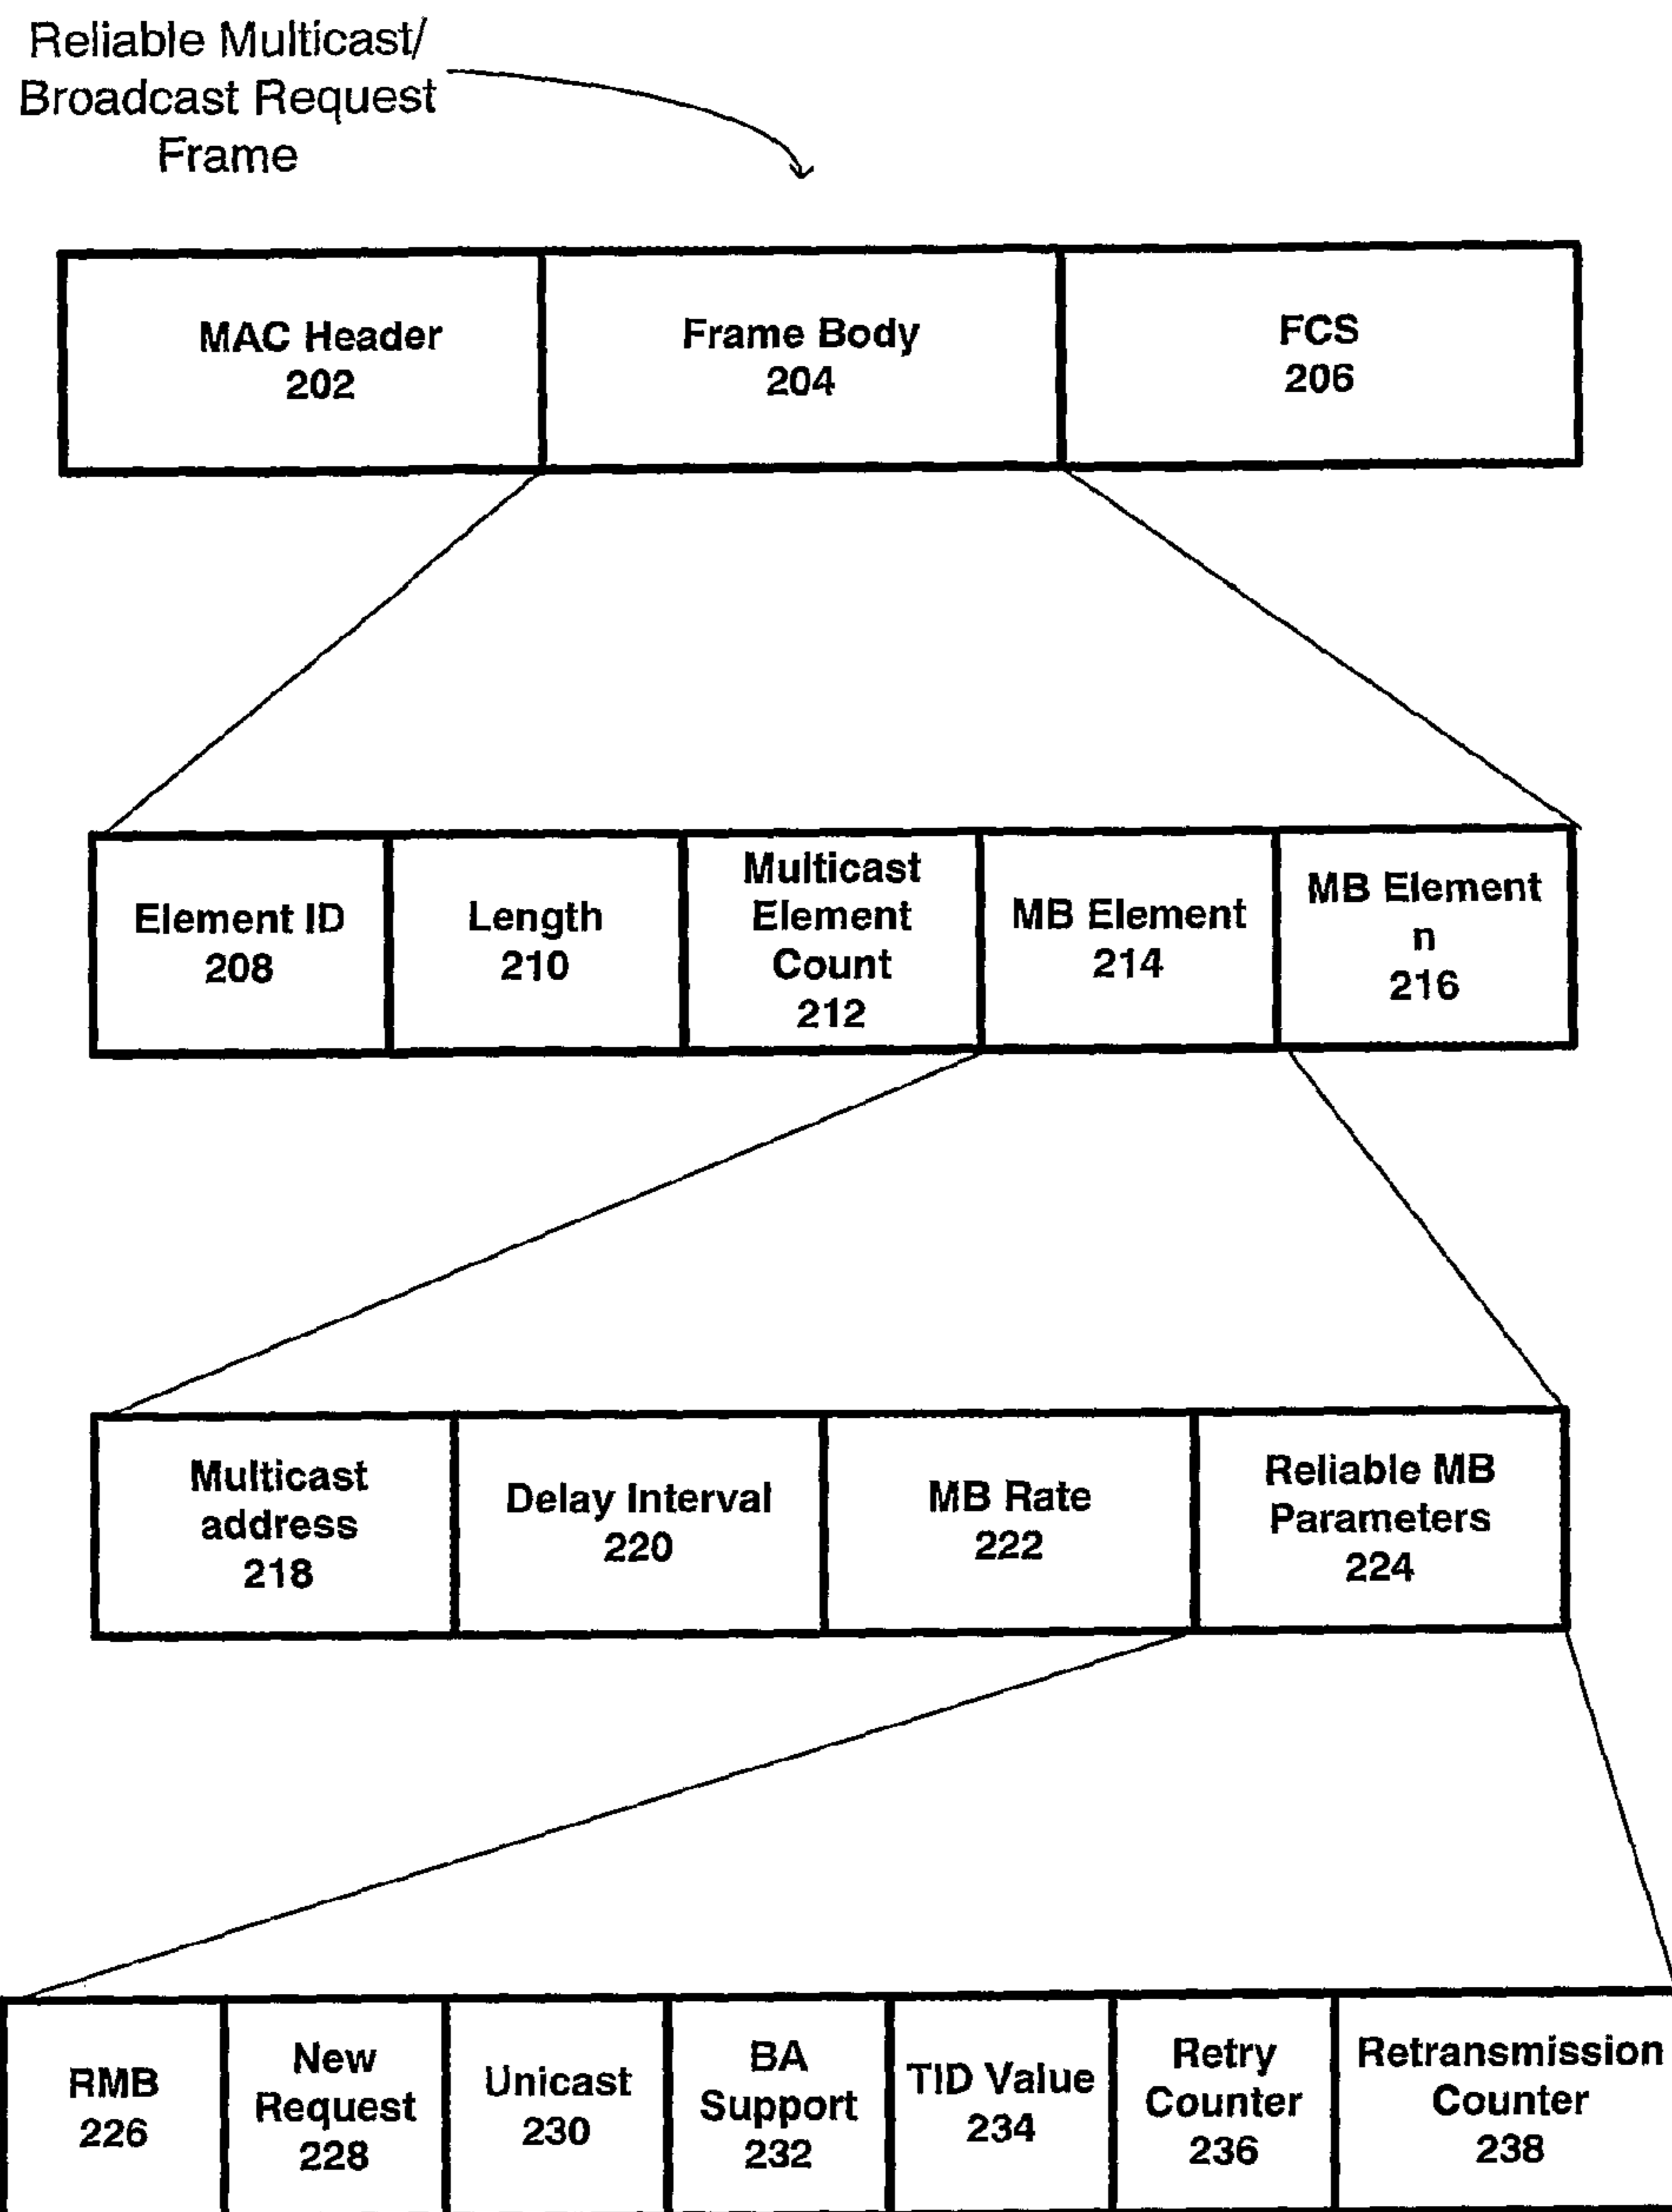 Reliable Multicast/
Broadcast Request
Frame
MAC Header
202
Frame Body
204
FCS
206
Element ID
208
Length
210
Multicast
Element
Count
212
MB Element
214
MB Element
n
216
Multicast
address
218
Delay Interval
220
MB Rate
222
Reliable MB
Parameters
224
RMB
226
New
Request
228
Unicast
230
BA
Support
232
TID Value
234
Retry
Counter
236
Retransmission
Counter
238